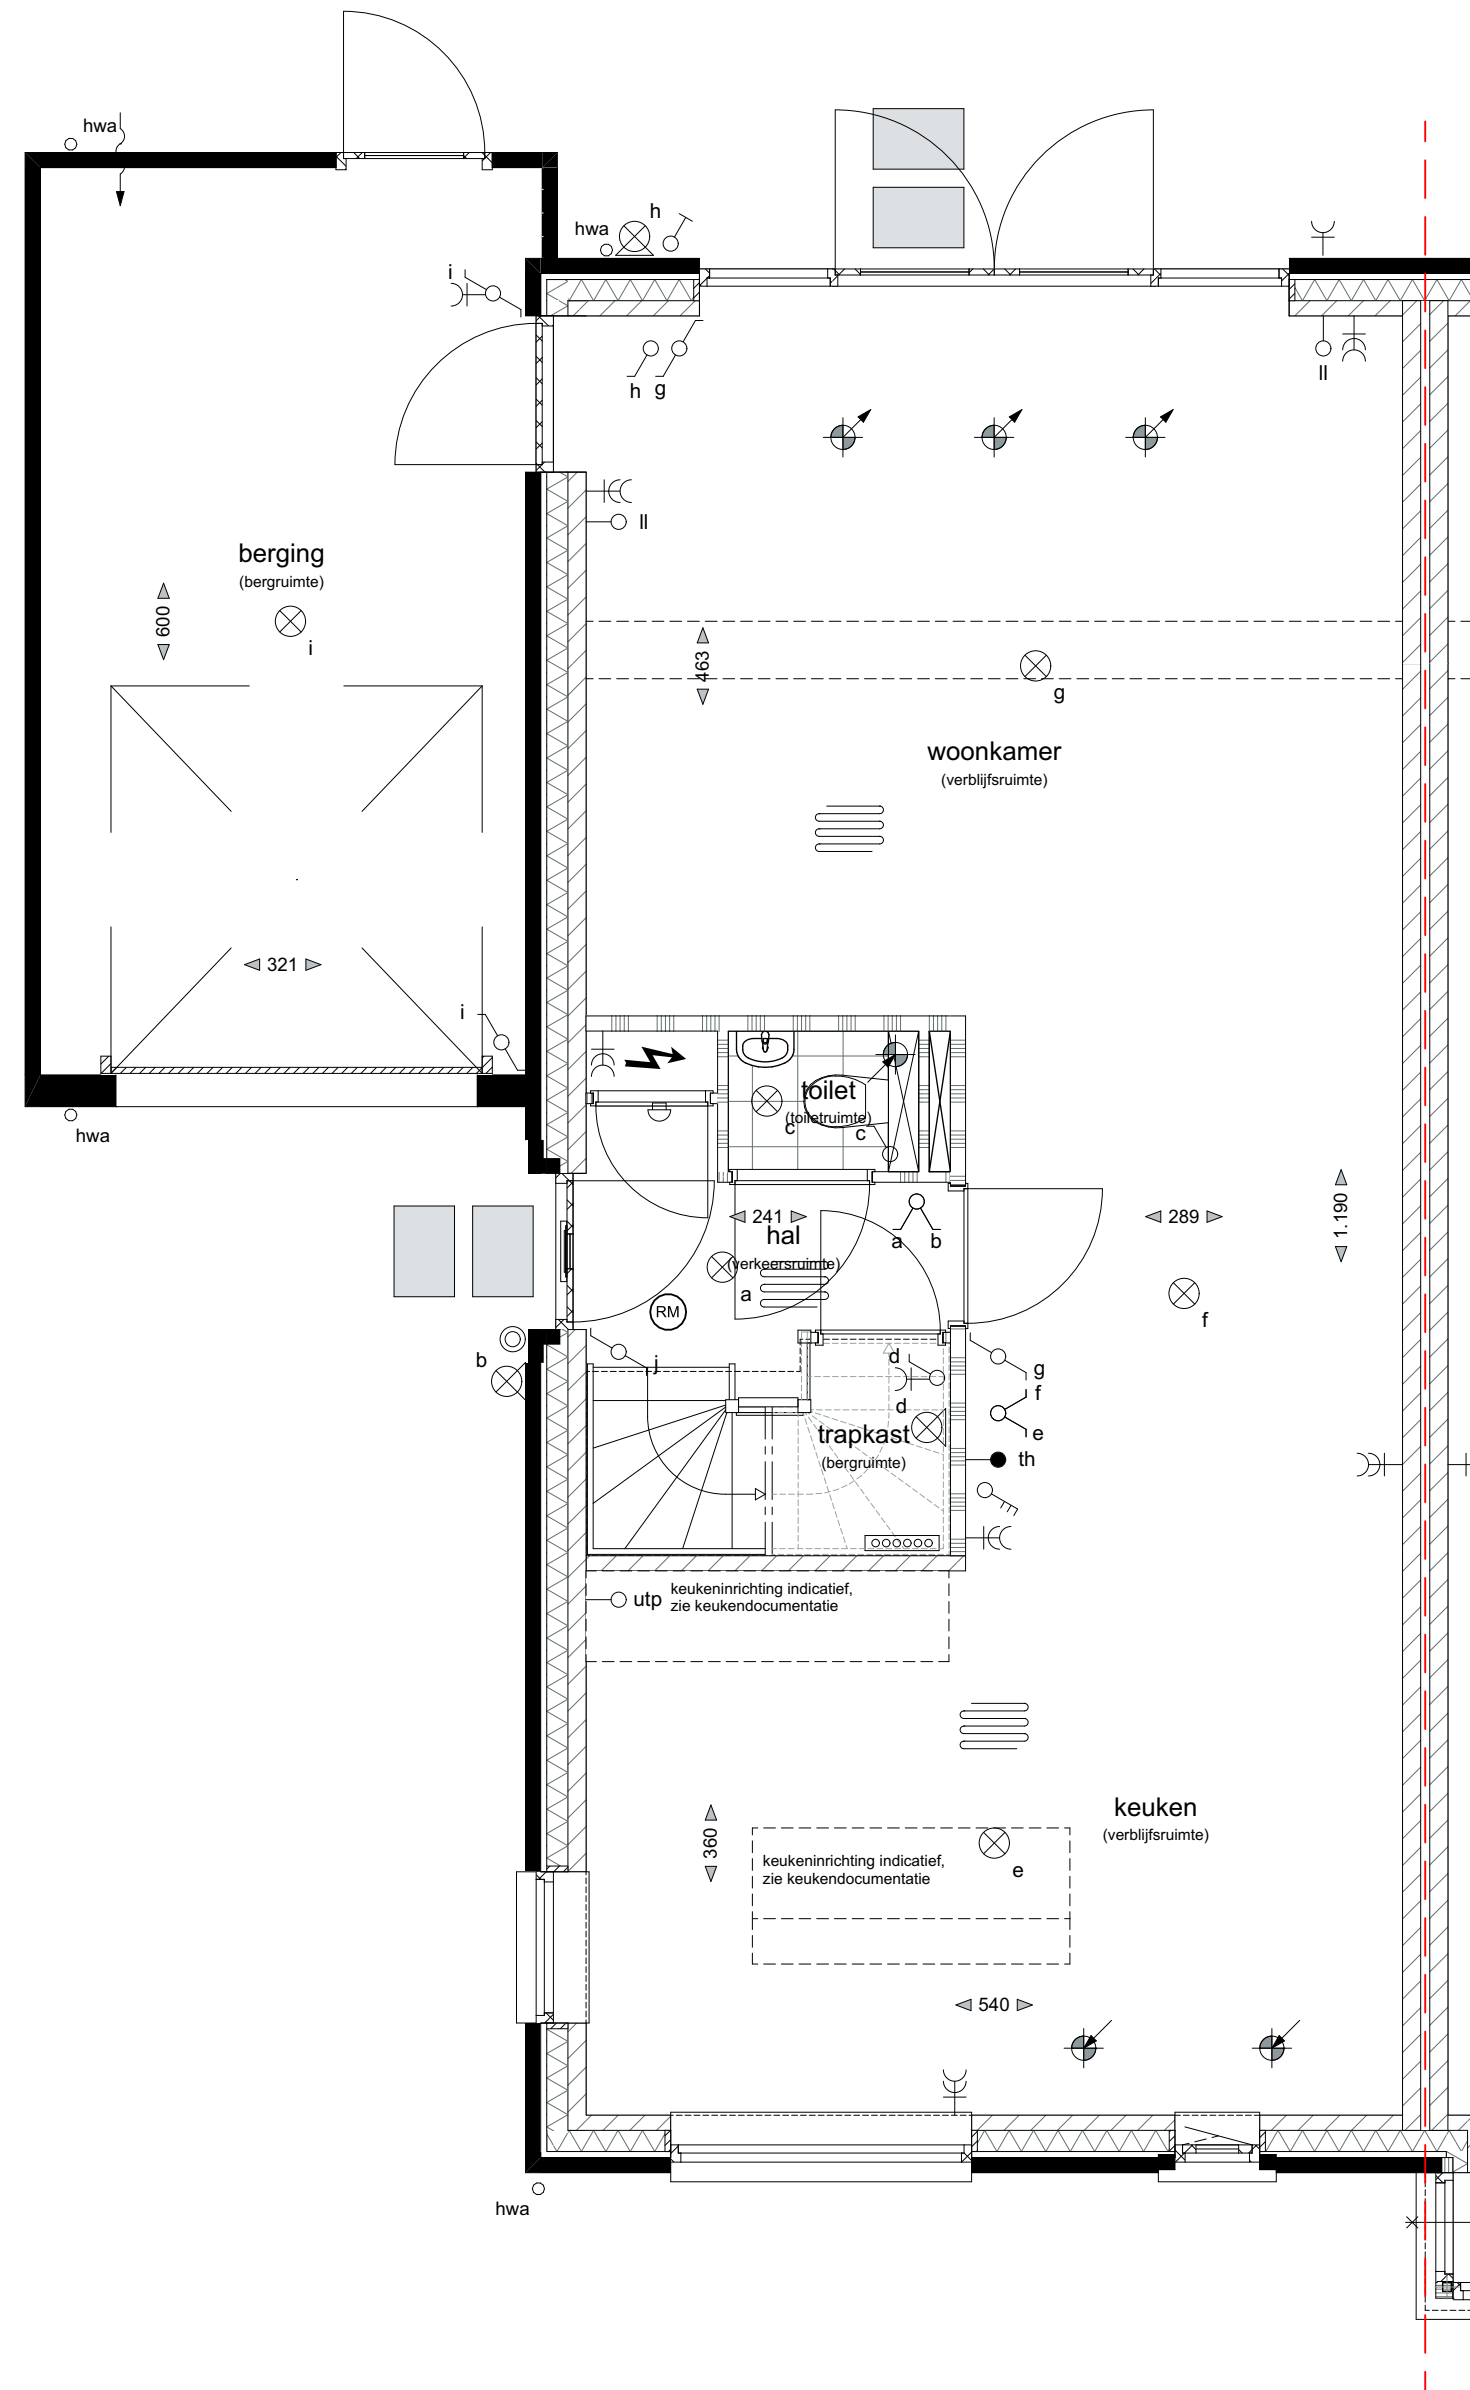 hwa
h
hwa
i
h g
ll
ll
berging
(bergruimte)
600
i
463
g
woonkamer
(verblijfsruimte)
321
i
hwa
toilet
(toiletruimte)
c
c
241
hal
(verkeersruimte)
a
a b
289
1.190
RM
f
b
j
d
d
g
f
e
trapkast
(bergruimte)
th
utp
keukeninrichting indicatief,
zie keukendocumentatie
keuken
(verblijfsruimte)
360
keukeninrichting indicatief,
zie keukendocumentatie
e
540
hwa